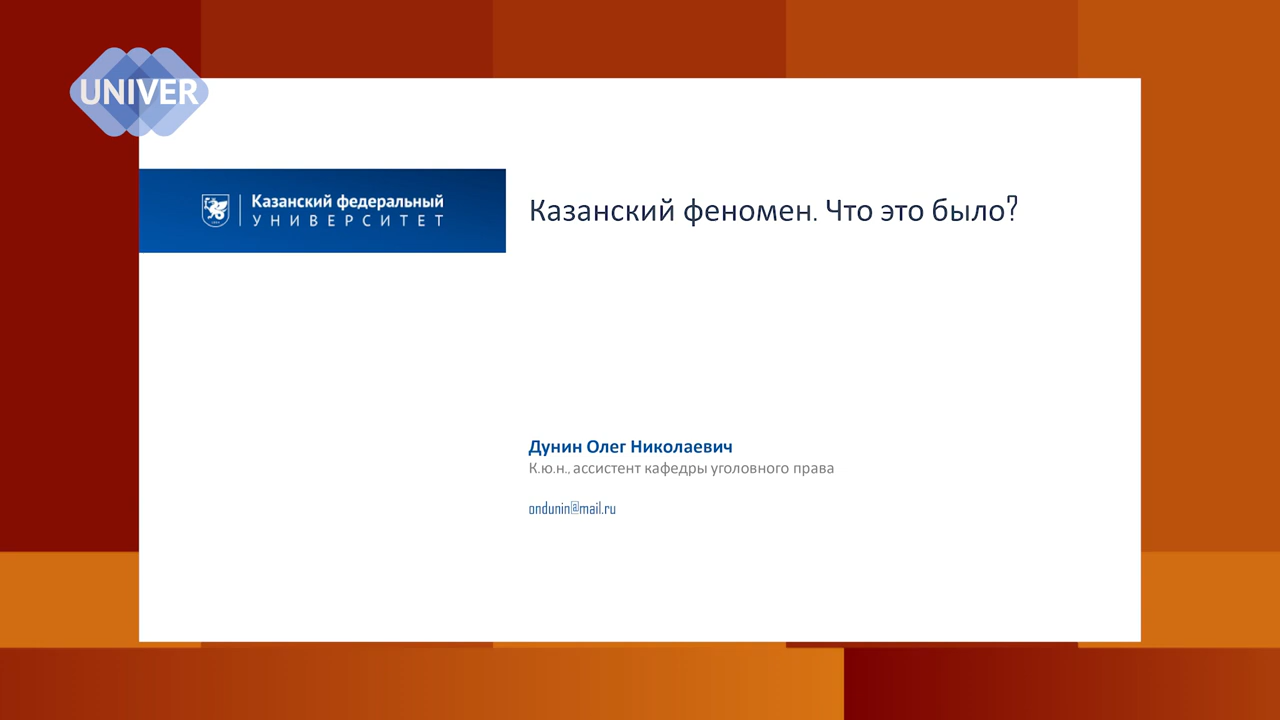 UNIVER
Казанский федеральный
УНИВЕРСИТЕТ
Казанский феномен. Что это было?
Дунин Олег Николаевич
К.ю.н., ассистент кафедры уголовного права
ondunin@mail.ru